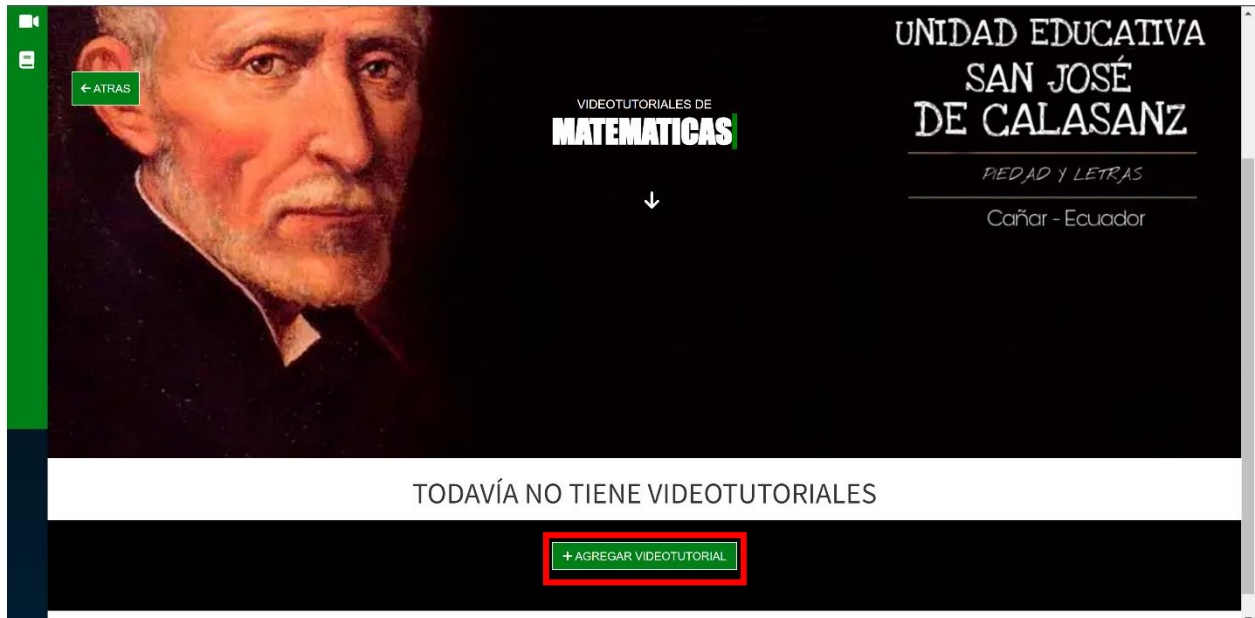 ← ATRAS
VIDEOTUTORIALES DE
MATEMATICAS
UNIDAD EDUCATIVA
SAN JOSÉ
DE CALASANZ
PIEDAD Y LETRAS
Cañar - Ecuador
TODAVÍA NO TIENE VIDEOTUTORIALES
+ AGREGAR VIDEOTUTORIAL